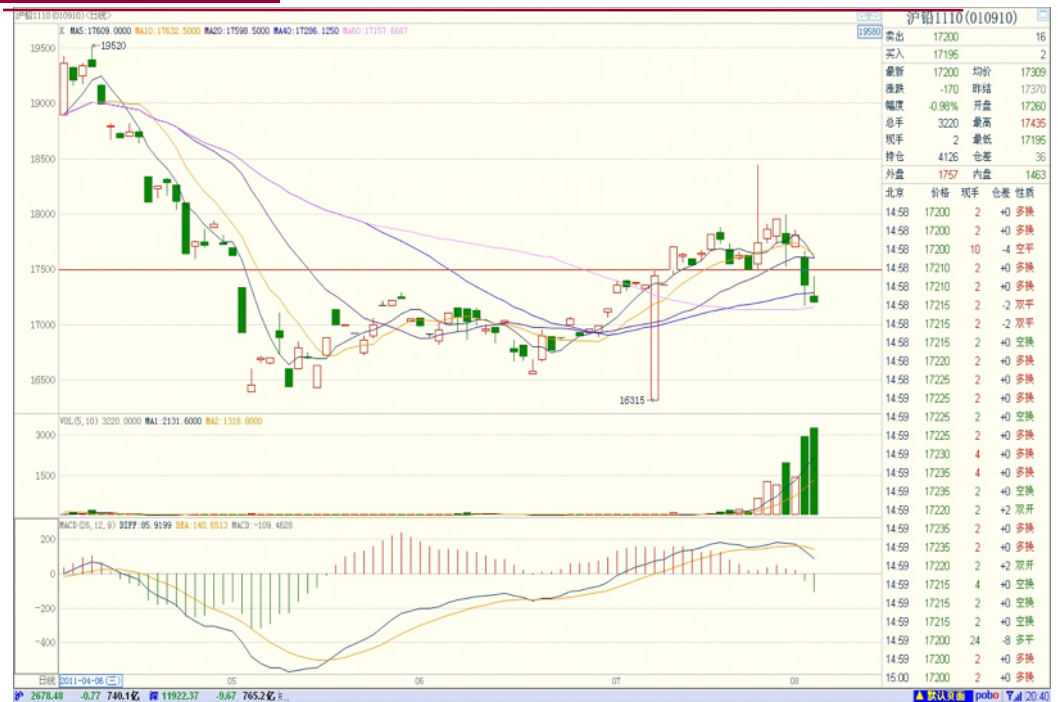 沪铅1110(010910)<日线>
K MA5:17609.0000 MA10:17632.5000 MA20:17598.5000 MA40:17286.1250 MA60:17157.6667
19580
19520
19500
19000
18500
18000
17500
17000
16500
16315
VOL(5,10) 3220.0000 MA1:2131.6000 MA2:1318.8000
3000
1500
MACD(26,12,9) DIFF:85.9199 DEA:140.6513 MACD:-109.4628
200
0
-200
-400
日线 2011-04-06(三) 05 06 07 08
沪铅1110(010910)
卖出 17200 16
买入 17195 2
最新 17200 均价 17309
涨跌 -170 昨结 17370
幅度 -0.98% 开盘 17260
总手 3220 最高 17435
现手 2 最低 17195
持仓 4126 仓差 36
外盘 1757 内盘 1463
北京 价格 现手 仓差 性质
14:58 17200 2 +0 多换
14:58 17200 2 +0 多换
14:58 17200 10 -4 空平
14:58 17210 2 +0 多换
14:58 17210 2 +0 多换
14:58 17215 2 -2 双平
14:58 17215 2 -2 双平
14:58 17215 2 +0 空换
14:58 17220 2 +0 多换
14:58 17225 2 +0 多换
14:59 17225 2 +0 多换
14:59 17225 2 +0 空换
14:59 17225 2 +0 多换
14:59 17230 4 +0 多换
14:59 17235 4 +0 多换
14:59 17235 2 +0 空换
14:59 17220 2 +2 双开
14:59 17235 2 +0 多换
14:59 17235 2 +0 多换
14:59 17220 2 +2 双开
14:59 17215 4 +0 空换
14:59 17215 2 +0 空换
14:59 17215 2 +0 空换
14:59 17200 24 -8 多平
14:59 17200 2 +0 多换
15:00 17200 2 +0 多换
沪 2678.48 -0.77 740.1亿 深 11922.37 -9.67 765.2亿
默认页面 pobo 20:40